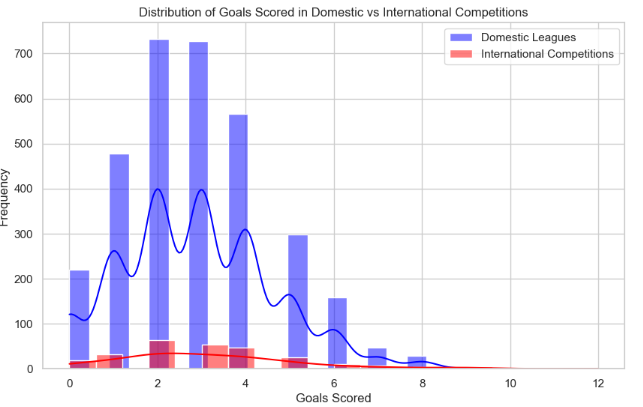 Distribution of Goals Scored in Domestic vs International Competitions
Domestic Leagues
International Competitions
700
600
500
400
300
200
100
0
Frequency
0 2 4 6 8 10 12
Goals Scored